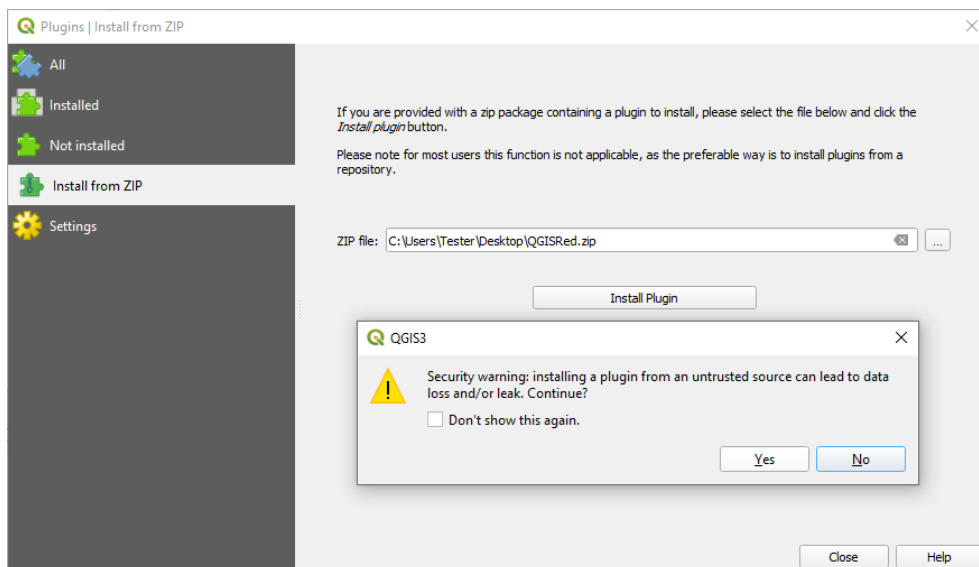 Plugins | Install from ZIP
All
Installed
Not installed
Install from ZIP
Settings
If you are provided with a zip package containing a plugin to install, please select the file below and click the
Install plugin button.
Please note for most users this function is not applicable, as the preferable way is to install plugins from a
repository.
ZIP file: C:\Users\Tester\Desktop\QGISRed.zip
...
Install Plugin
QGIS3
Security warning: installing a plugin from an untrusted source can lead to data
loss and/or leak. Continue?
Don't show this again.
Yes No
Close Help